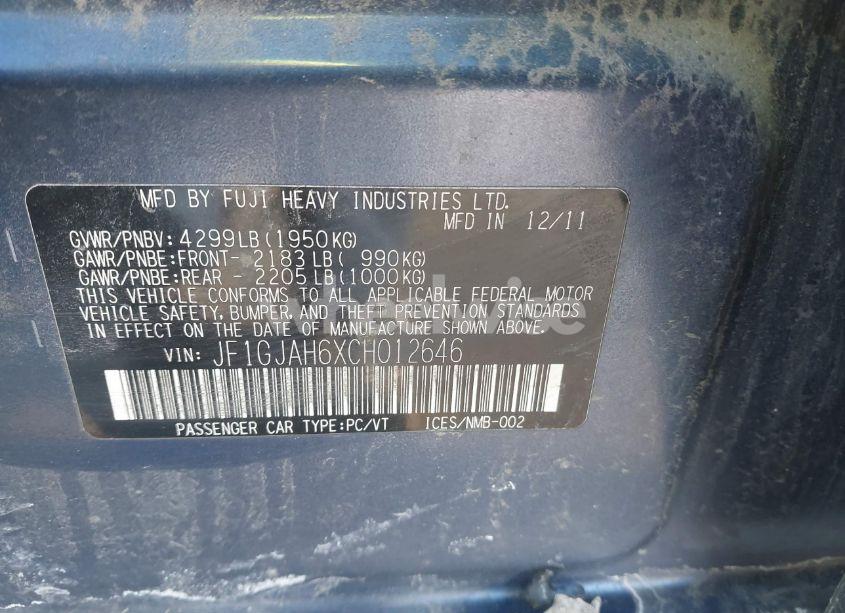 MFD BY FUJI HEAVY INDUSTRIES LTD.
MFD IN 12/11
GVWR/PNBV: 4299LB(1950KG)
GAWR/PNBE:FRONT- 2183LB( 990KG)
GAWR/PNBE:REAR - 2205LB(1000KG)
THIS VEHICLE CONFORMS TO ALL APPLICABLE FEDERAL MOTOR
VEHICLE SAFETY, BUMPER, AND THEFT PREVENTION STANDARDS
IN EFFECT ON THE DATE OF MANUFACTURE SHOWN ABOVE.
VIN: JF1GJAH6XCH012646
PASSENGER CAR TYPE:PC/VT ICES/NMB-002